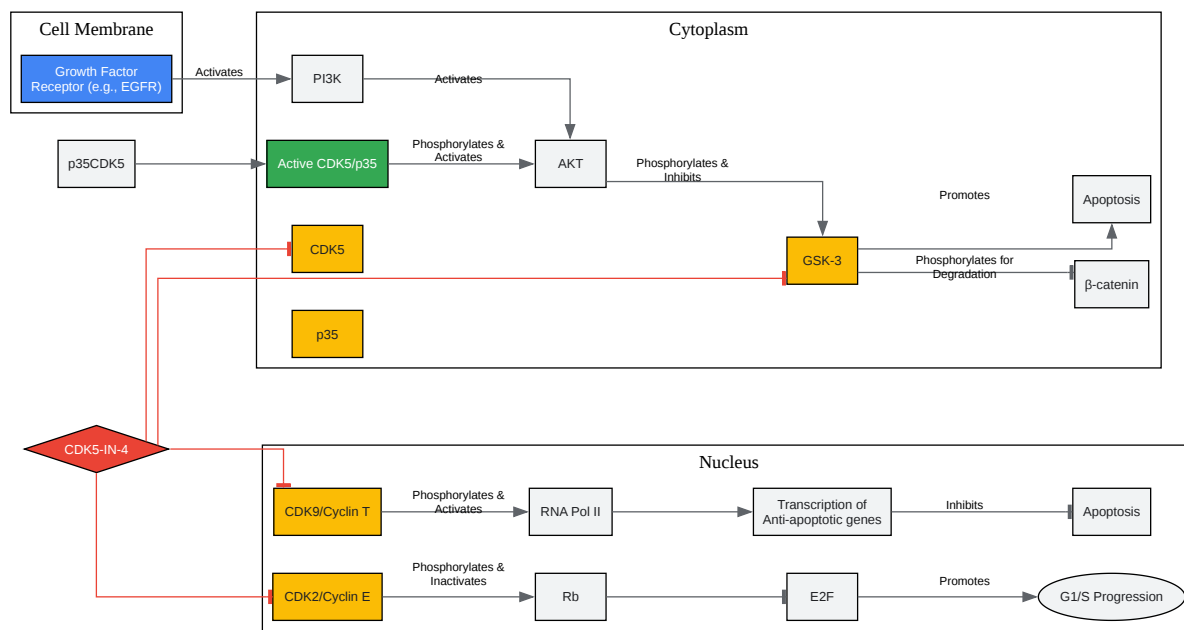 Cell Membrane
Cytoplasm
Growth Factor
Receptor (e.g., EGFR)
Activates
PI3K
Activates
p35CDK5
Active CDK5/p35
Phosphorylates &
Activates
AKT
Phosphorylates &
Inhibits
Promotes
Apoptosis
CDK5
GSK-3
Phosphorylates for
Degradation
β-catenin
p35
CDK5-IN-4
Nucleus
CDK9/Cyclin T
Phosphorylates &
Activates
RNA Pol II
Transcription of
Anti-apoptotic genes
Inhibits
Apoptosis
CDK2/Cyclin E
Phosphorylates &
Inactivates
Rb
E2F
Promotes
G1/S Progression